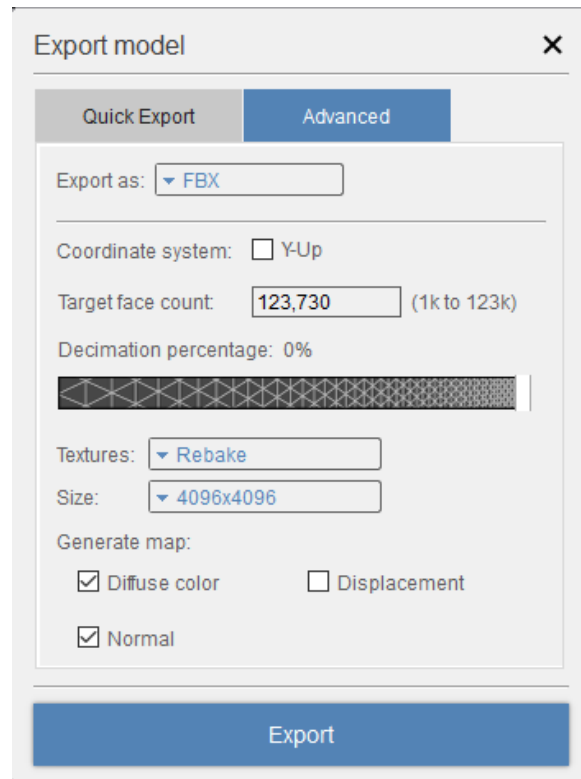 Export model
Quick Export Advanced
Export as: FBX
Coordinate system: Y-Up
Target face count: 123,730 (1k to 123k)
Decimation percentage: 0%
Textures: Rebake
Size: 4096x4096
Generate map:
Diffuse color Displacement
Normal
Export